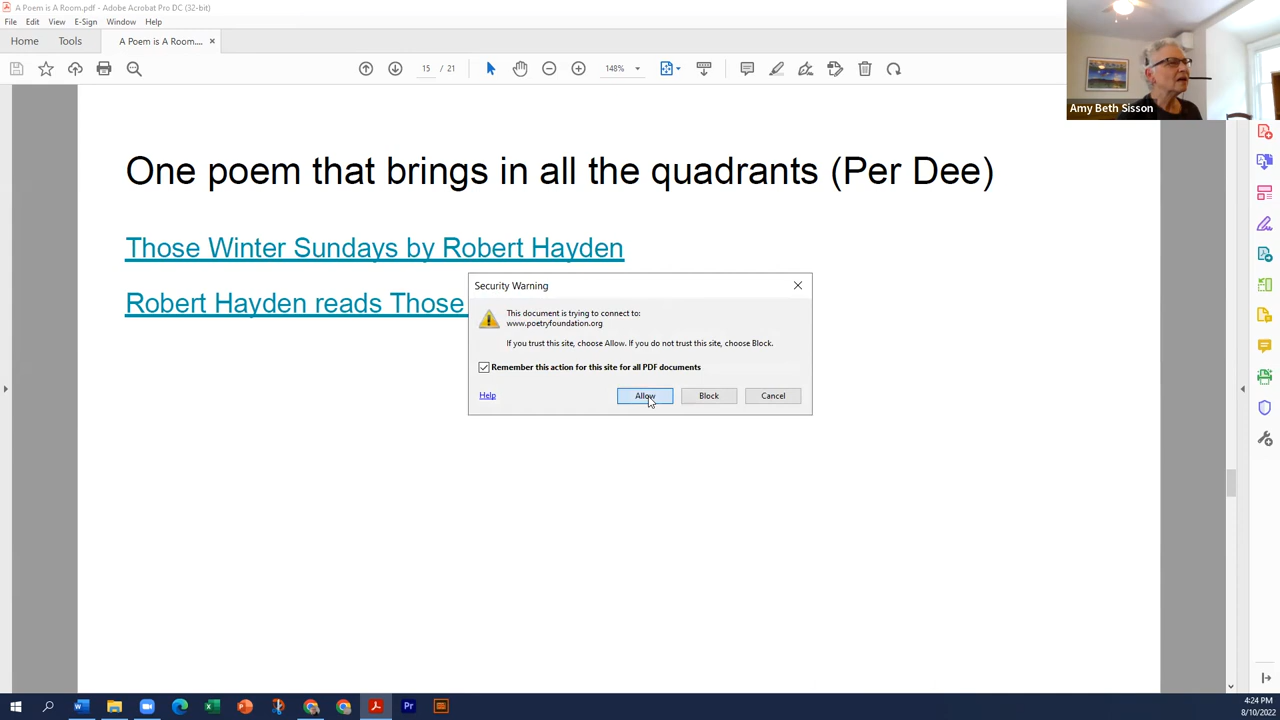 A Poem is A Room.pdf - Adobe Acrobat Pro DC (32-bit)
File Edit View E-Sign Window Help
Home Tools A Poem is A Room.... ×
15 / 21 148%
Amy Beth Sisson
One poem that brings in all the quadrants (Per Dee)
Those Winter Sundays by Robert Hayden
Robert Hayden reads Those
Security Warning
This document is trying to connect to:
www.poetryfoundation.org
If you trust this site, choose Allow. If you do not trust this site, choose Block.
Remember this action for this site for all PDF documents
Help Allow Block Cancel
4:24 PM
8/10/2022